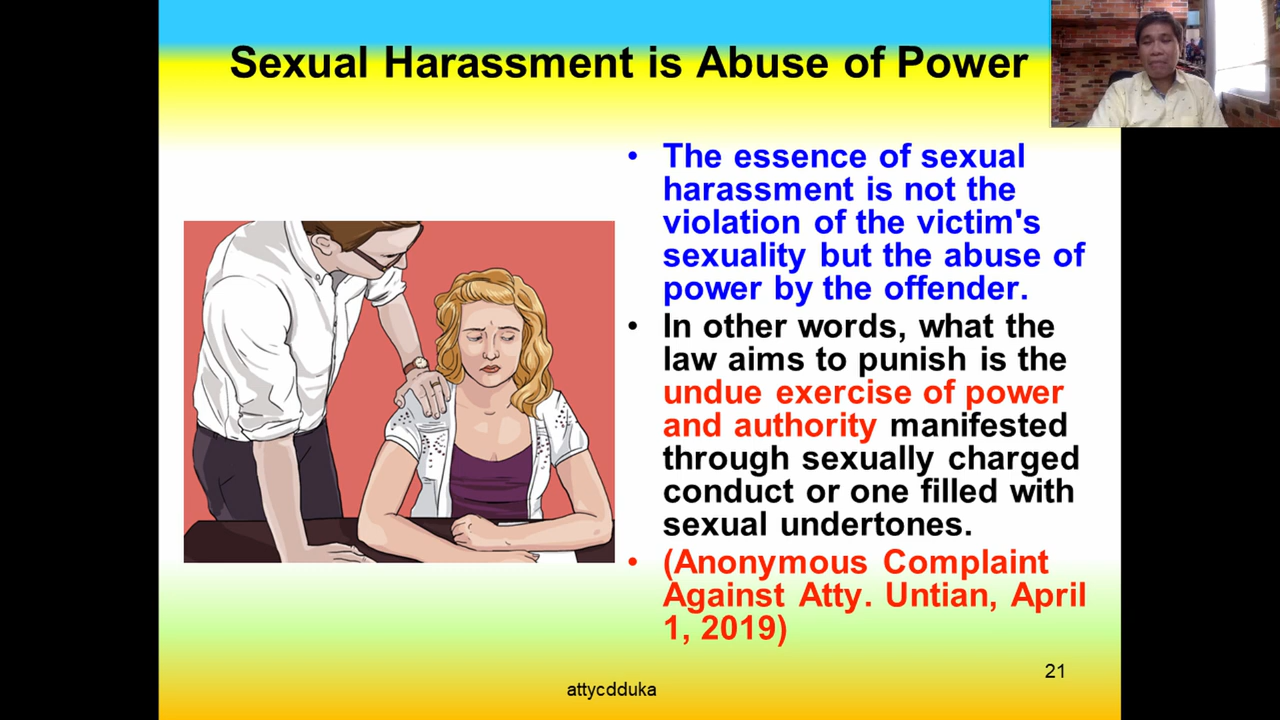 Sexual Harassment is Abuse of Power
• The essence of sexual
harassment is not the
violation of the victim's
sexuality but the abuse of
power by the offender.
• In other words, what the
law aims to punish is the
undue exercise of power
and authority manifested
through sexually charged
conduct or one filled with
sexual undertones.
• (Anonymous Complaint
Against Atty. Untian, April
1, 2019)
21
attycdduka